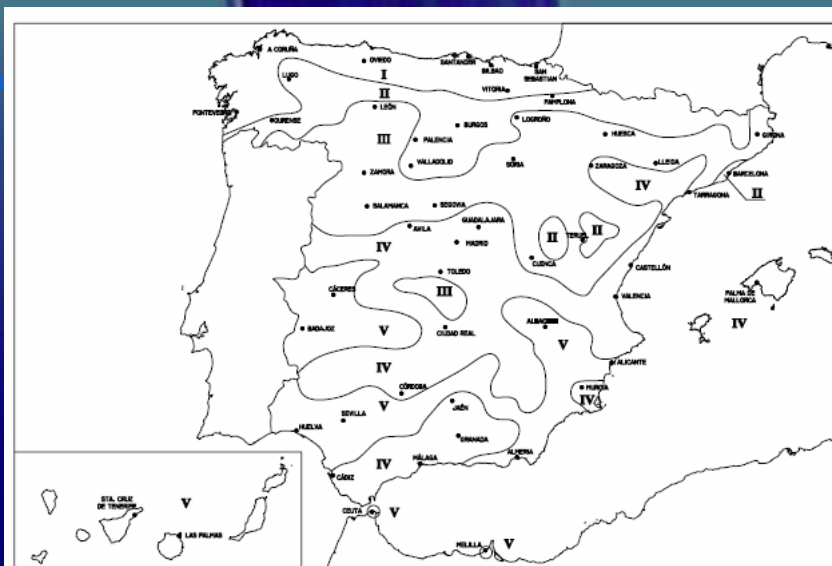 A CORUÑA
OVIEDO
SANTANDER
BILBAO
SAN
SEBASTIAN
LUGO
I
II
VITORIA
PAMPLONA
PONTEVEDRA
OURENSE
LEÓN
BURGOS
LOGROÑO
HUESCA
GIRONA
III
PALENCIA
VALLADOLID
SORIA
ZARAGOZA
LLEIDA
BARCELONA
ZAMORA
IV
TARRAGONA
II
SALAMANCA
SEGOVIA
AVILA
GUADALAJARA
IV
MADRID
II
TERUEL
II
CUENCA
TOLEDO
CASTELLÓN
CÁCERES
III
PALMA DE
MALLORCA
VALENCIA
BADAJOZ
V
CIUDAD REAL
ALBACETE
V
IV
IV
ALICANTE
CÓRDOBA
MURCIA
V
IV
SEVILLA
JAÉN
HUELVA
GRANADA
IV
MÁLAGA
ALMERIA
CÁDIZ
STA. CRUZ
DE TENERIFE
V
LAS PALMAS
CEUTA
V
MELILLA
V